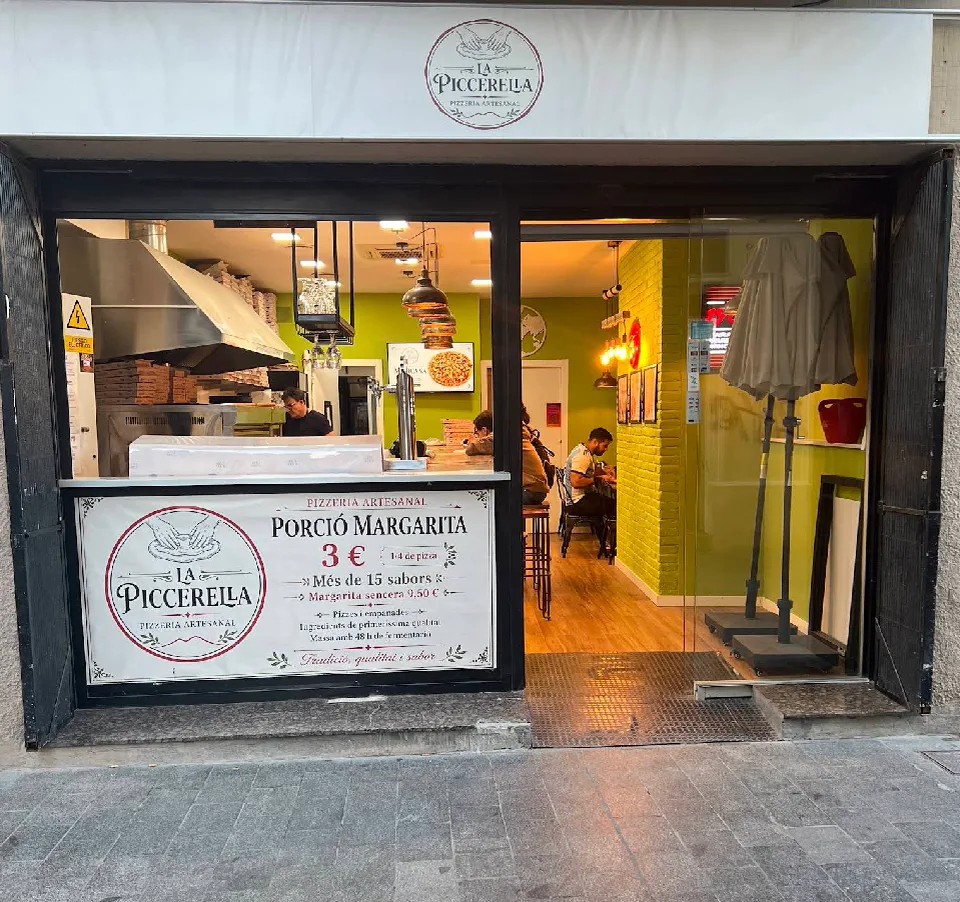 LA
PICCERELLA
PIZZERIA ARTESANAL
PIZZERIA ARTESANAL
PORCIÓ MARGARITA
3 € 1/4 de pizza
Més de 15 sabors
Margarita sencera 9.50 €
Pizzes i empanades
Ingredients de primerissima qualitat
Massa amb 48 h de fermentació
Tradició, qualitat i sabor
LA
PICCERELLA
PIZZERIA ARTESANAL